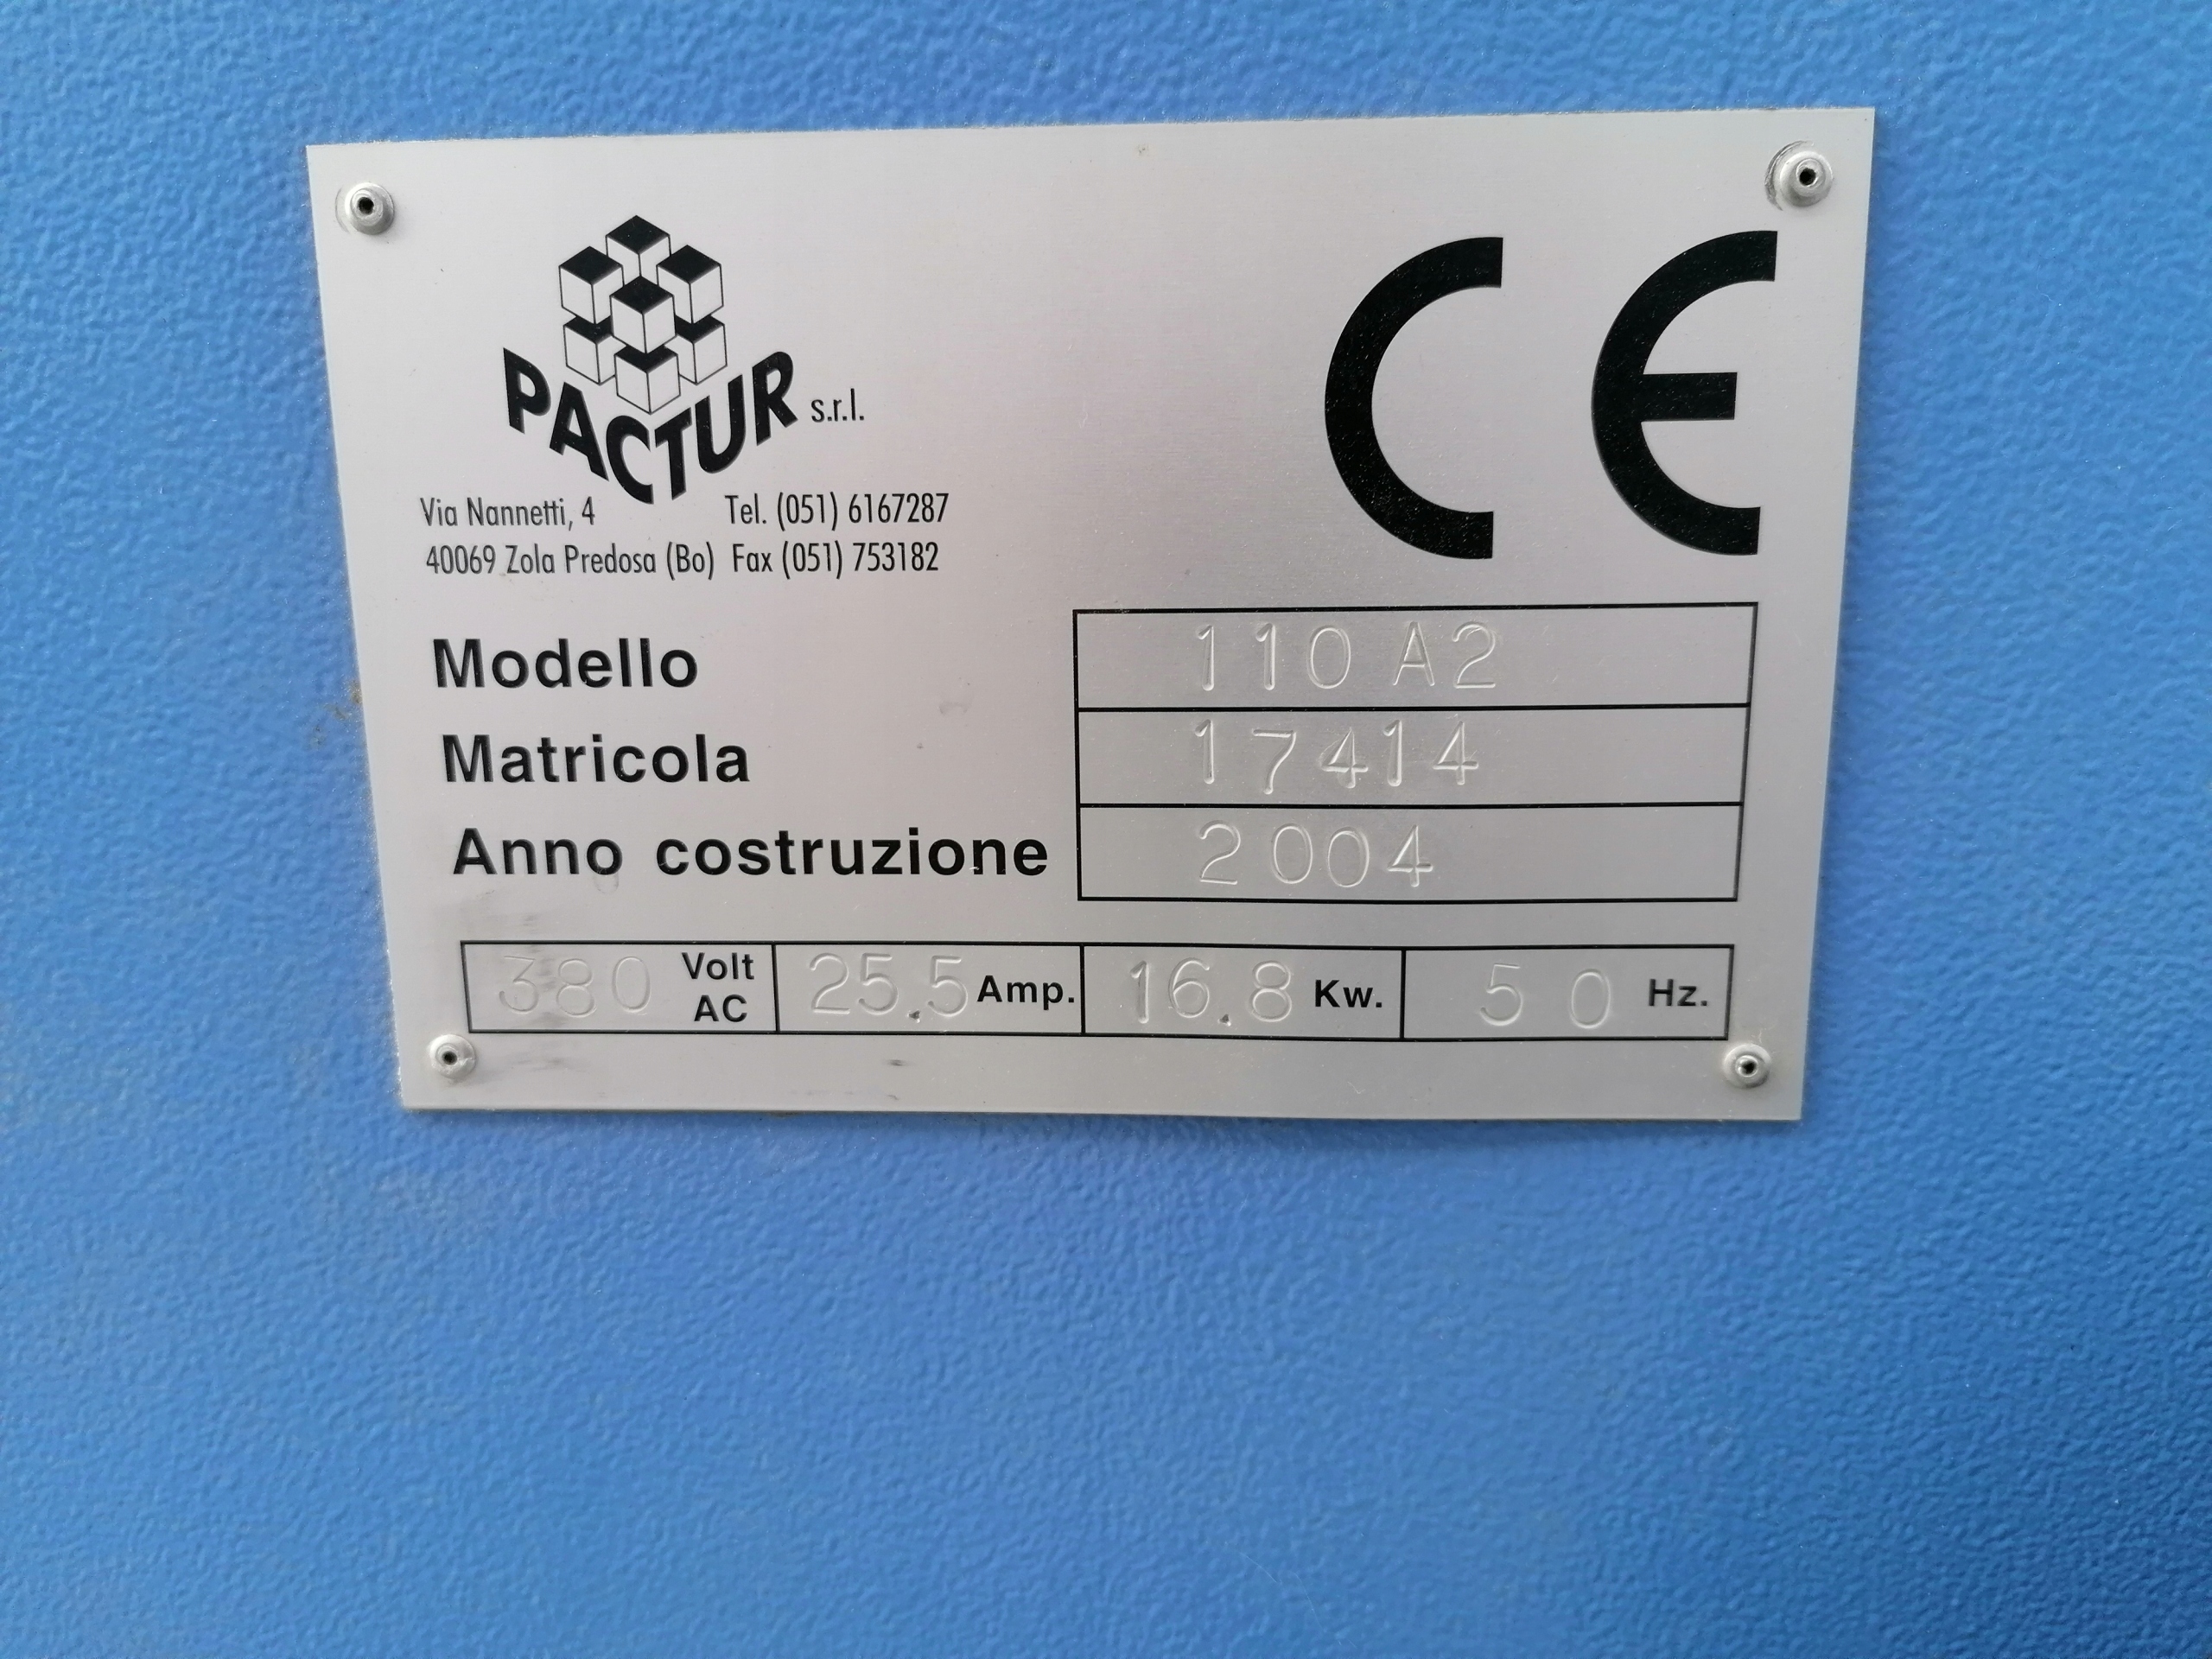 PACTUR s.r.l.
Via Nannetti, 4 Tel. (051) 6167287
40069 Zola Predosa (Bo) Fax (051) 753182
CE
Modello 110 A2
Matricola 17414
Anno costruzione 2004
380 Volt AC 25.5 Amp. 16.8 Kw. 50 Hz.